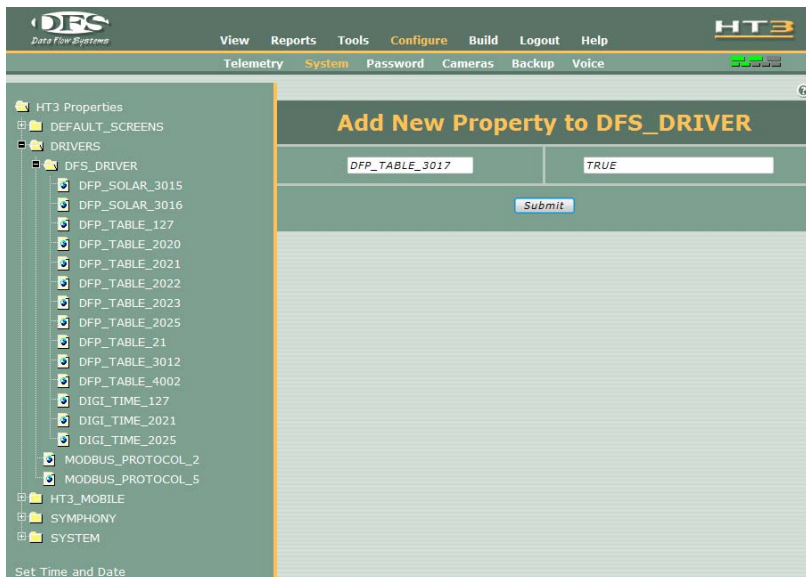 DFS
Data Flow Systems
View Reports Tools Configure Build Logout Help
HT3
Telemetry System Password Cameras Backup Voice
HT3 Properties
DEFAULT_SCREENS
DRIVERS
DFS_DRIVER
DFP_SOLAR_3015
DFP_SOLAR_3016
DFP_TABLE_127
DFP_TABLE_2020
DFP_TABLE_2021
DFP_TABLE_2022
DFP_TABLE_2023
DFP_TABLE_2025
DFP_TABLE_21
DFP_TABLE_3012
DFP_TABLE_4002
DIGI_TIME_127
DIGI_TIME_2021
DIGI_TIME_2025
MODBUS_PROTOCOL_2
MODBUS_PROTOCOL_5
HT3_MOBILE
SYMPHONY
SYSTEM
Set Time and Date
?
Add New Property to DFS_DRIVER
DFP_TABLE_3017 TRUE
Submit